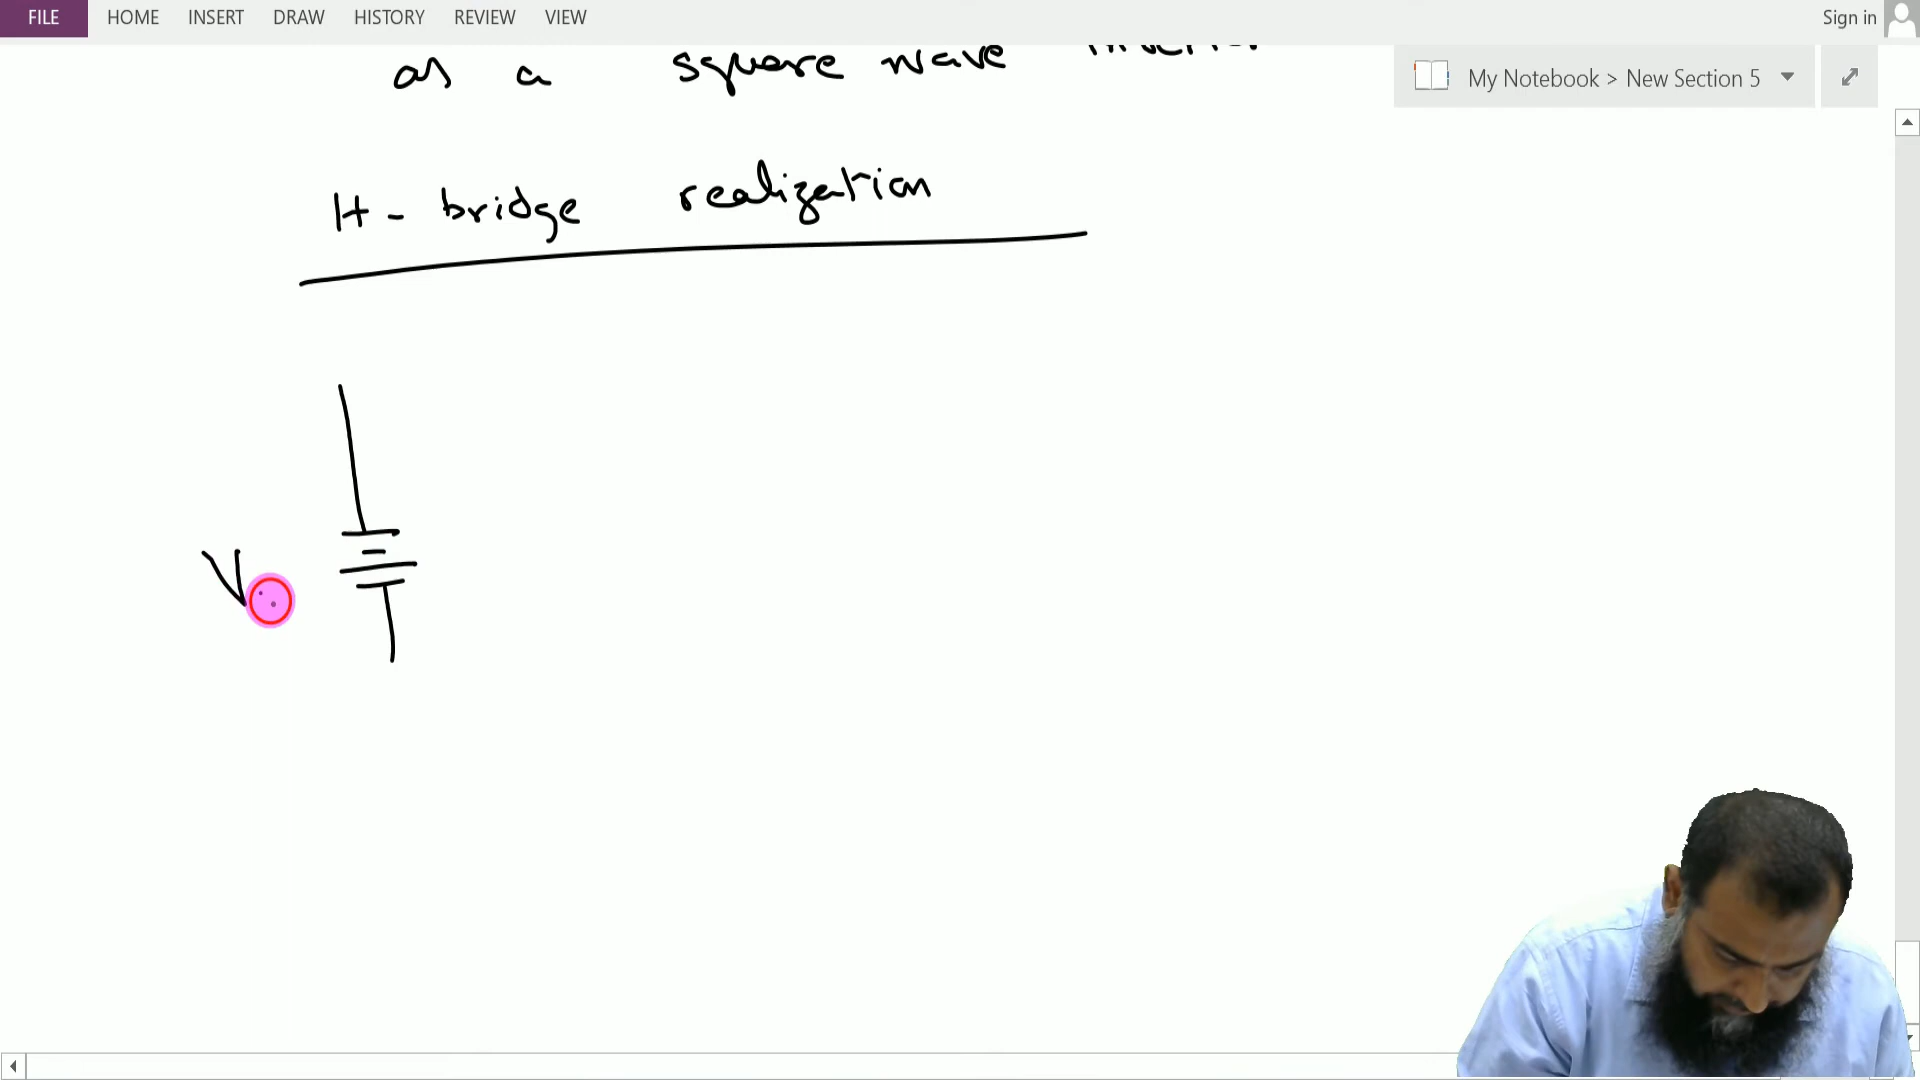 FILE HOME INSERT DRAW HISTORY REVIEW VIEW Sign in
as a square wave
My Notebook > New Section 5
H - bridge realization
V